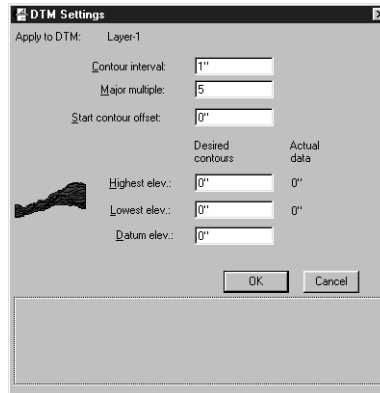 DTM Settings
Apply to DTM: Layer-1
Contour interval: 1"
Major multiple: 5
Start contour offset: 0"
Desired contours Actual data
Highest elev.: 0" 0"
Lowest elev.: 0" 0"
Datum elev.: 0"
OK Cancel